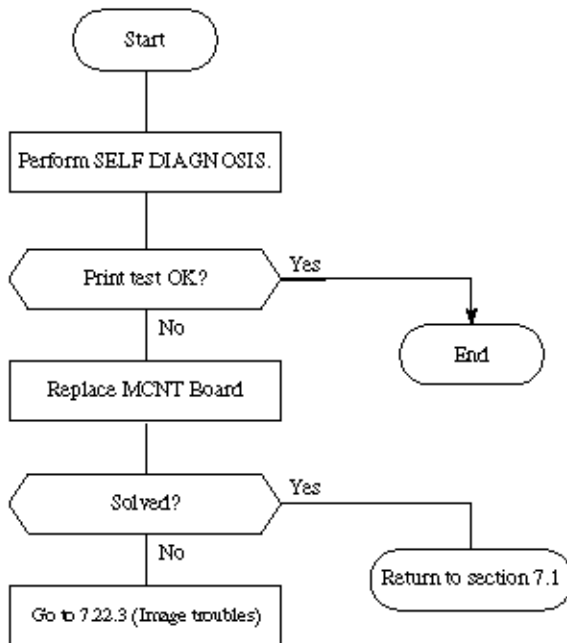 Start
Perform SELF DIAGNOSIS.
Print test OK?
Yes
No
End
Replace MCNT Board
Solved?
Yes
No
Return to section 7.1
Go to 7.22.3 (Image troubles)